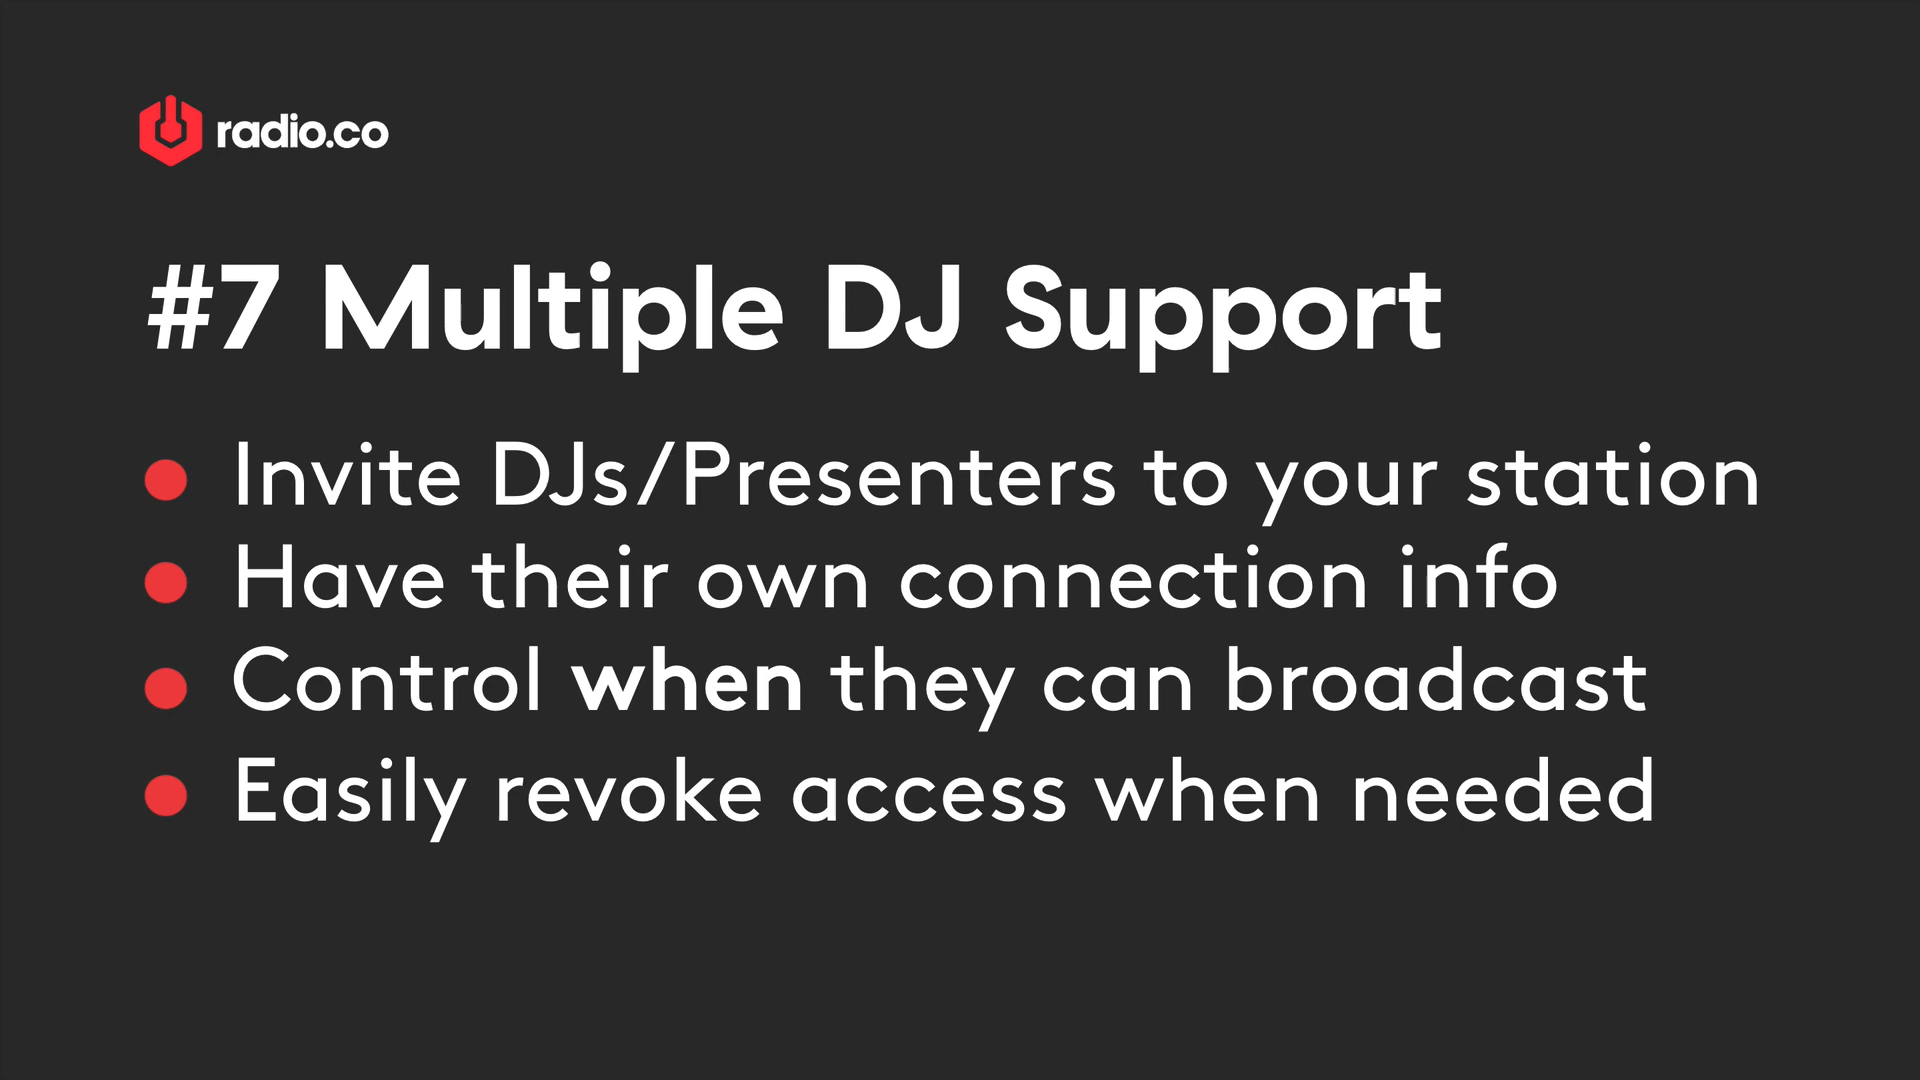 radio.co
#7 Multiple DJ Support
Invite DJs/Presenters to your station
Have their own connection info
Control when they can broadcast
Easily revoke access when needed